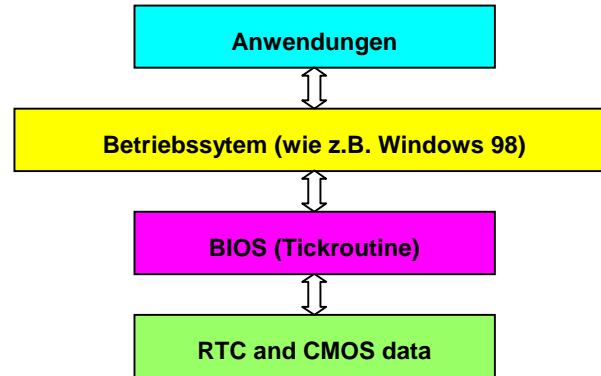 Anwendungen
Betriebssytem (wie z.B. Windows 98)
BIOS (Tickroutine)
RTC and CMOS data